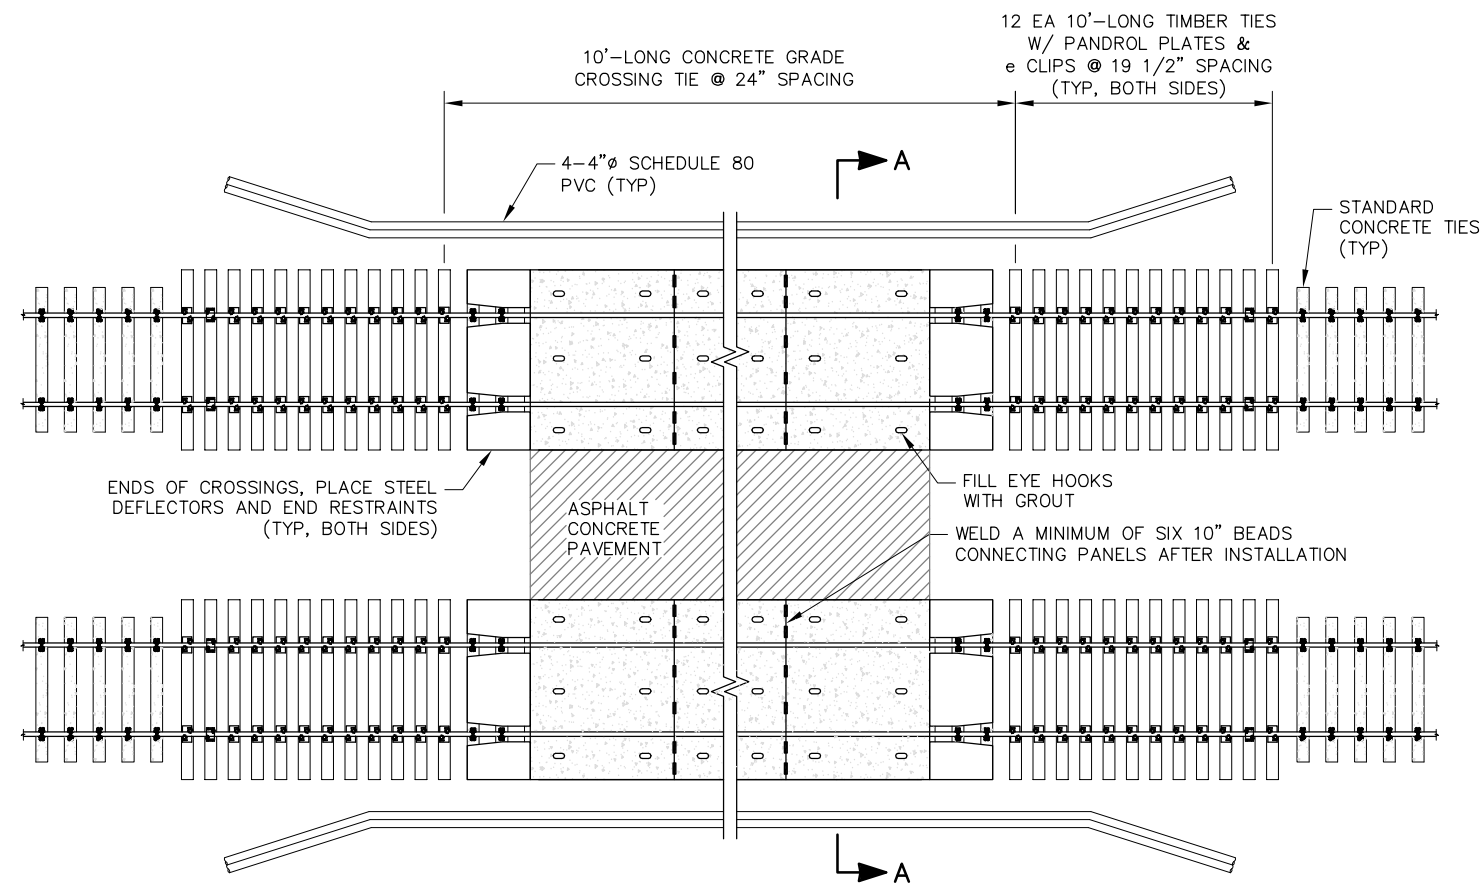 12 EA 10'-LONG TIMBER TIES
W/ PANDROL PLATES &
e CLIPS @ 19 1/2" SPACING
(TYP, BOTH SIDES)
10'-LONG CONCRETE GRADE
CROSSING TIE @ 24" SPACING
4-4"ø SCHEDULE 80
PVC (TYP)
A
STANDARD
CONCRETE TIES
(TYP)
ENDS OF CROSSINGS, PLACE STEEL
DEFLECTORS AND END RESTRAINTS
(TYP, BOTH SIDES)
ASPHALT
CONCRETE
PAVEMENT
FILL EYE HOOKS
WITH GROUT
WELD A MINIMUM OF SIX 10" BEADS
CONNECTING PANELS AFTER INSTALLATION
A